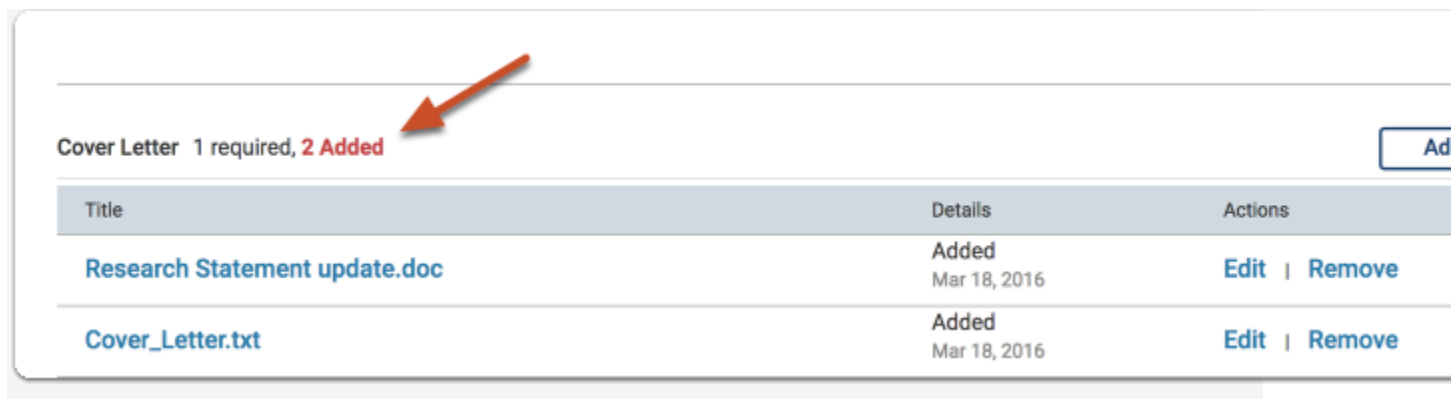 Cover Letter 1 required, 2 Added
Ad
Title Details Actions
Research Statement update.doc Added Edit | Remove
Mar 18, 2016
Cover_Letter.txt Added Edit | Remove
Mar 18, 2016